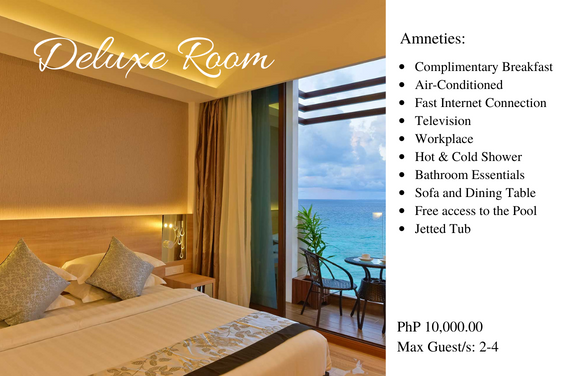 Deluxe Room
Amneties:
Complimentary Breakfast
Air-Conditioned
Fast Internet Connection
Television
Workplace
Hot & Cold Shower
Bathroom Essentials
Sofa and Dining Table
Free access to the Pool
Jetted Tub
PhP 10,000.00
Max Guest/s: 2-4